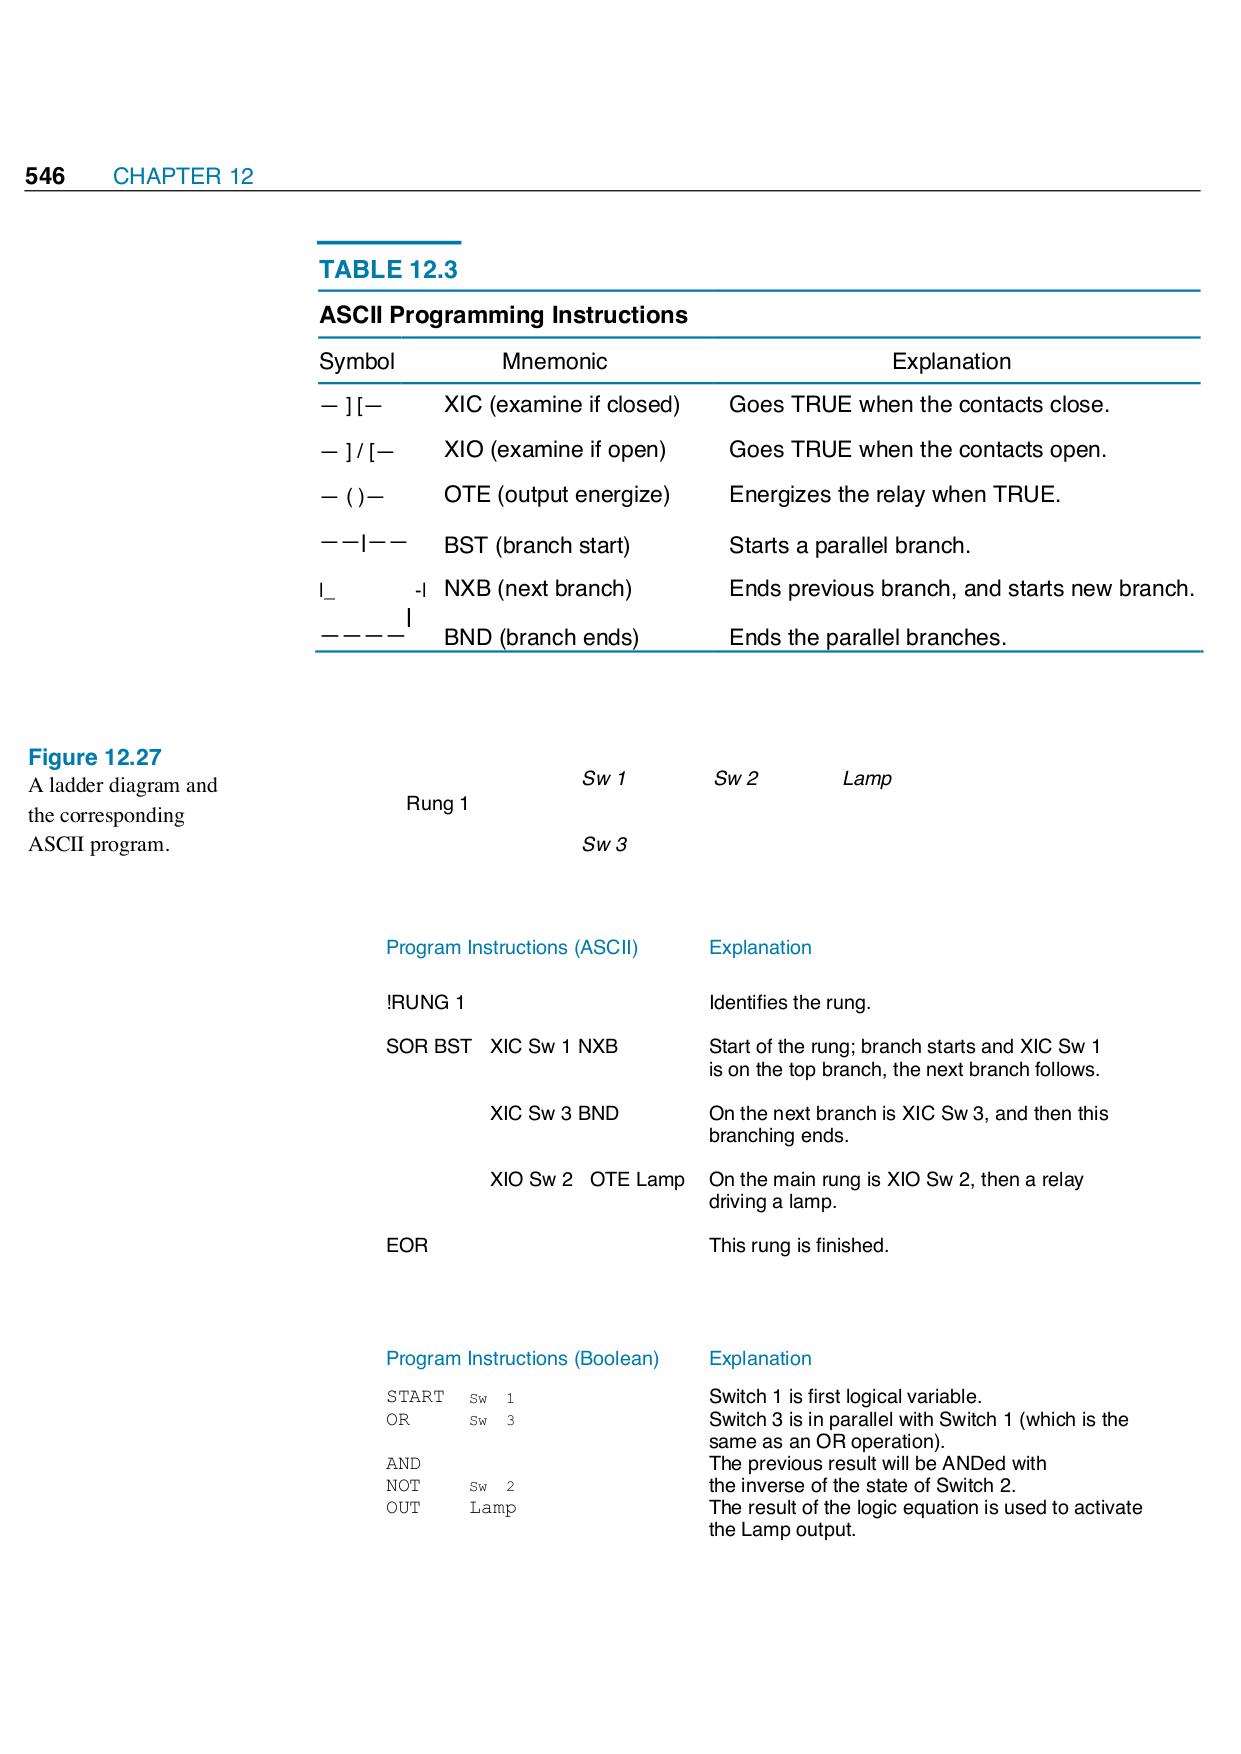 546 CHAPTER 12
TABLE 12.3
ASCII Programming Instructions
Symbol Mnemonic Explanation
— ] [— XIC (examine if closed) Goes TRUE when the contacts close.
— ] / [— XIO (examine if open) Goes TRUE when the contacts open.
— ( )— OTE (output energize) Energizes the relay when TRUE.
——|—— BST (branch start) Starts a parallel branch.
|_ -| NXB (next branch) Ends previous branch, and starts new branch.
————| BND (branch ends) Ends the parallel branches.
Figure 12.27
A ladder diagram and
the corresponding
ASCII program.
Sw 1 Sw 2 Lamp
Rung 1
Sw 3
Program Instructions (ASCII) Explanation
!RUNG 1 Identifies the rung.
SOR BST XIC Sw 1 NXB Start of the rung; branch starts and XIC Sw 1
is on the top branch, the next branch follows.
XIC Sw 3 BND On the next branch is XIC Sw 3, and then this
branching ends.
XIO Sw 2 OTE Lamp On the main rung is XIO Sw 2, then a relay
driving a lamp.
EOR This rung is finished.
Program Instructions (Boolean) Explanation
START Sw 1 Switch 1 is first logical variable.
OR Sw 3 Switch 3 is in parallel with Switch 1 (which is the
same as an OR operation).
AND The previous result will be ANDed with
NOT Sw 2 the inverse of the state of Switch 2.
OUT Lamp The result of the logic equation is used to activate
the Lamp output.